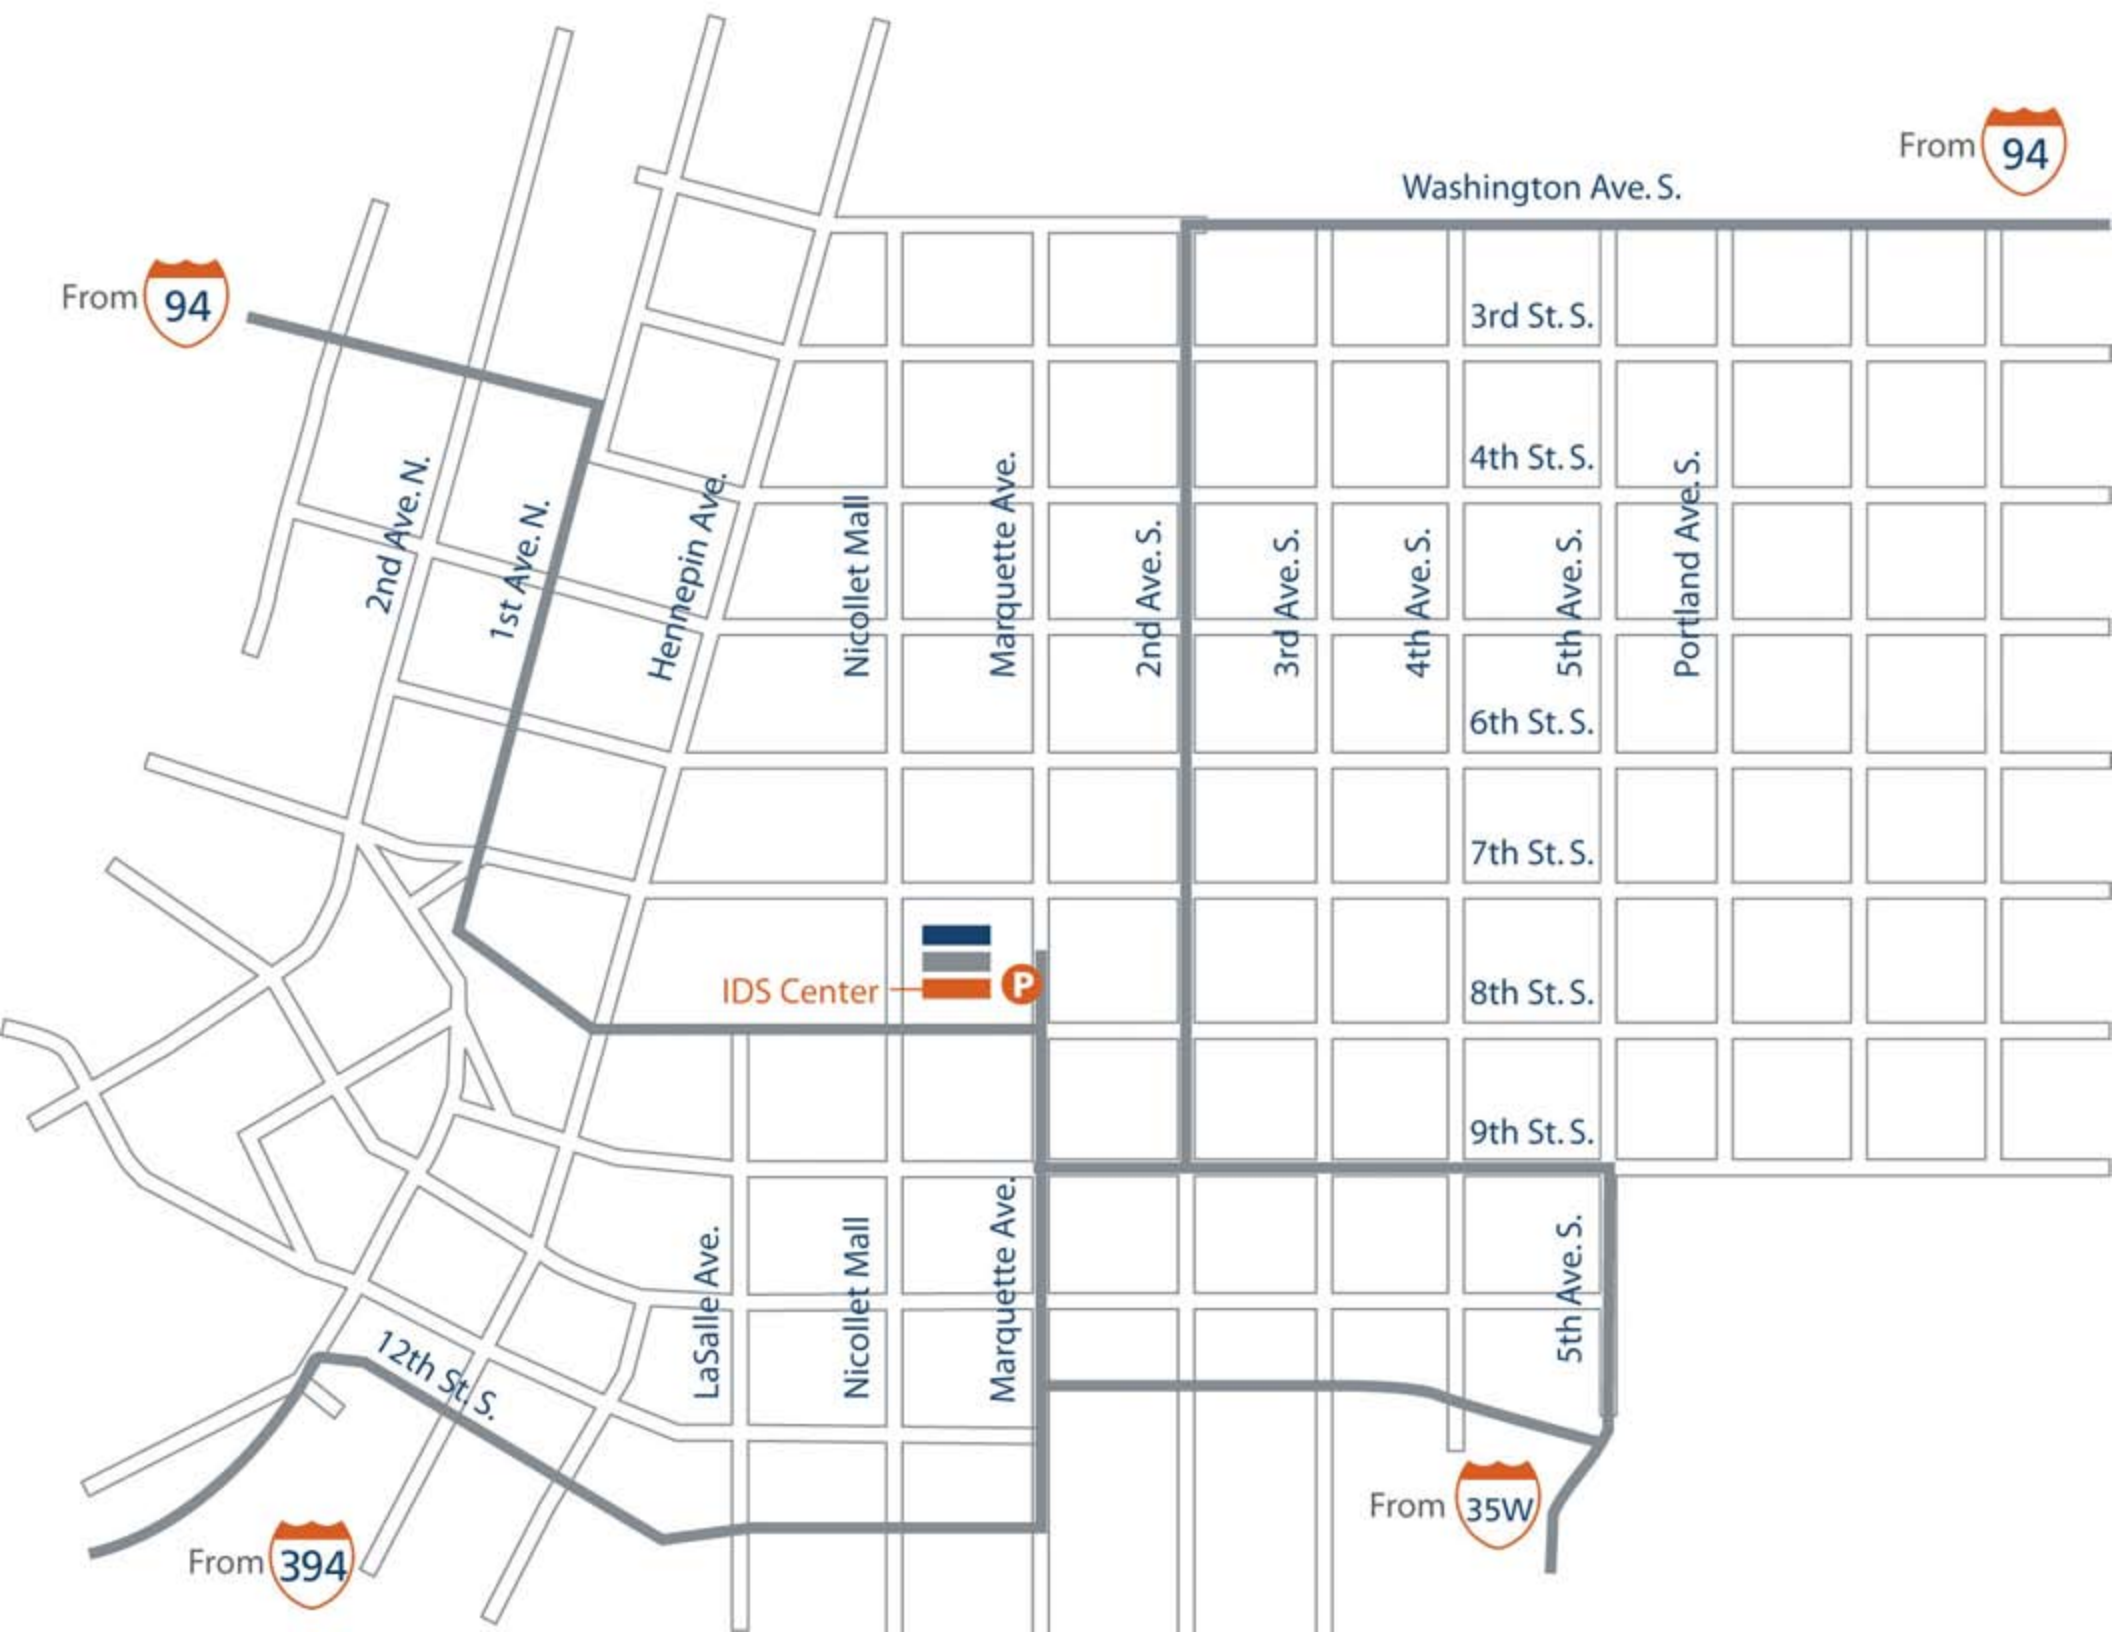 From 94
Washington Ave. S.
From 94
3rd St. S.
4th St. S.
2nd Ave. N.
1st Ave. N.
Hennepin Ave.
Nicollet Mall
Marquette Ave.
2nd Ave. S.
3rd Ave. S.
4th Ave. S.
5th Ave. S.
Portland Ave. S.
6th St. S.
7th St. S.
IDS Center
P
8th St. S.
9th St. S.
LaSalle Ave.
Nicollet Mall
Marquette Ave.
5th Ave. S.
12th St. S.
From 35W
From 394